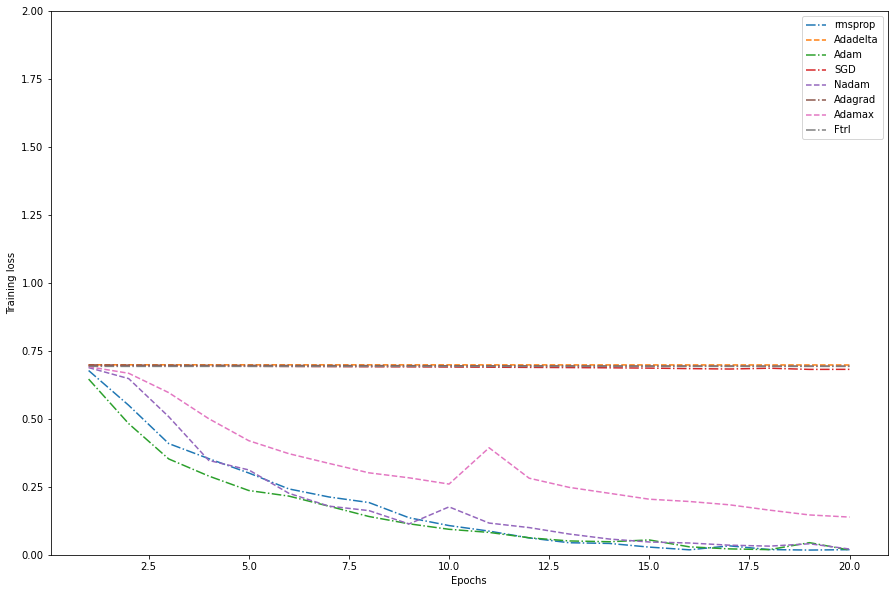 2.00
1.75
1.50
1.25
1.00
0.75
0.50
0.25
0.00
Training loss
2.5
5.0
7.5
10.0
12.5
15.0
17.5
20.0
Epochs
rmsprop
Adadelta
Adam
SGD
Nadam
Adagrad
Adamax
Ftrl